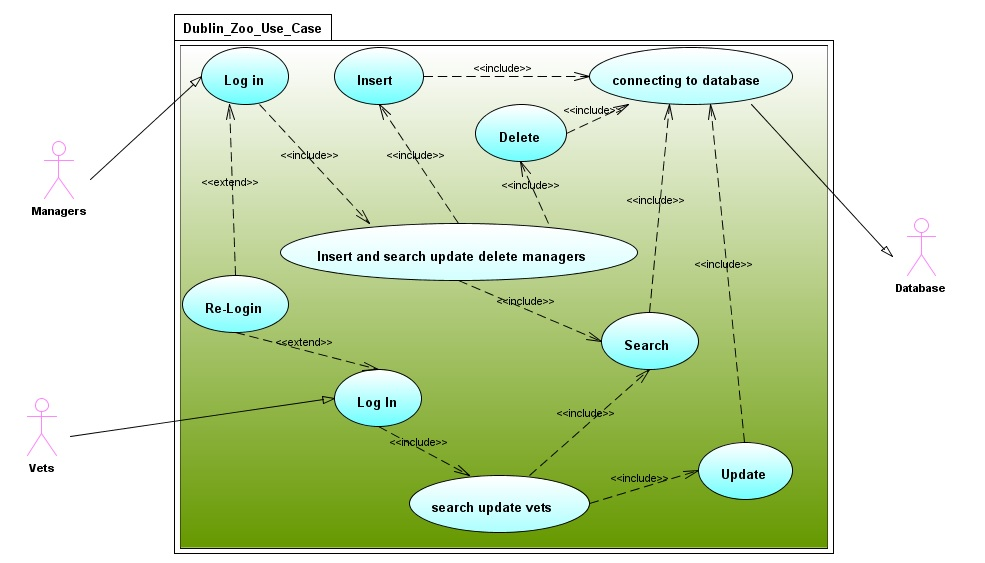 Dublin_Zoo_Use_Case
Log in
Insert
<<include>>
connecting to database
Delete
<<include>>
<<include>>
<<include>>
<<extend>>
<<include>>
<<include>>
Managers
Insert and search update delete managers
<<include>>
Database
Re-Login
<<include>>
Search
<<extend>>
Log In
<<include>>
<<include>>
Vets
search update vets
<<include>>
Update